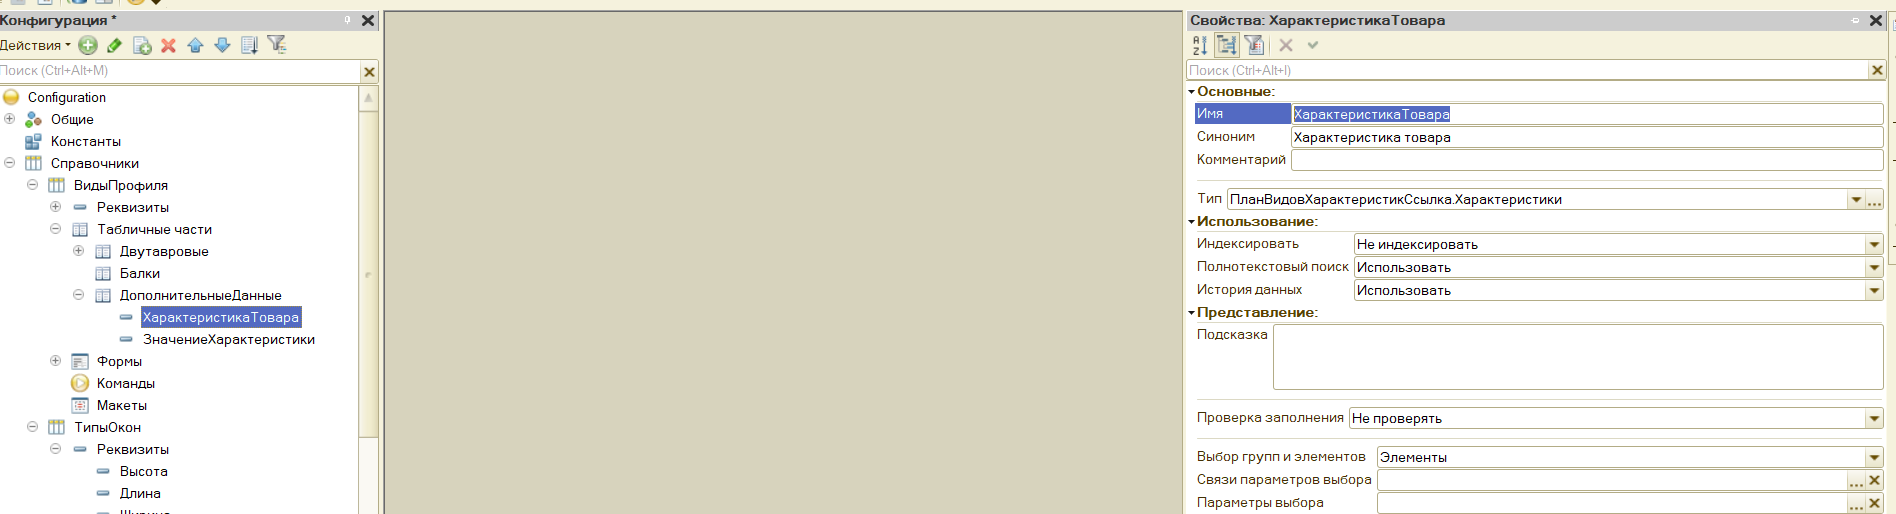 Конфигурация *
Действия
Поиск (Ctrl+Alt+M)
Configuration
Общие
Константы
Справочники
ВидыПрофиля
Реквизиты
Табличные части
Двутавровые
Балки
ДополнительныеДанные
ХарактеристикаТовара
ЗначениеХарактеристики
Формы
Команды
Макеты
ТипыОкон
Реквизиты
Высота
Длина
Свойства: ХарактеристикаТовара
Поиск (Ctrl+Alt+I)
Основные:
Имя ХарактеристикаТовара
Синоним Характеристика товара
Комментарий
Тип ПланВидовХарактеристикСсылка.Характеристики ...
Использование:
Индексировать Не индексировать
Полнотекстовый поиск Использовать
История данных Использовать
Представление:
Подсказка
Проверка заполнения Не проверять
Выбор групп и элементов Элементы
Связи параметров выбора ...
Параметры выбора ...